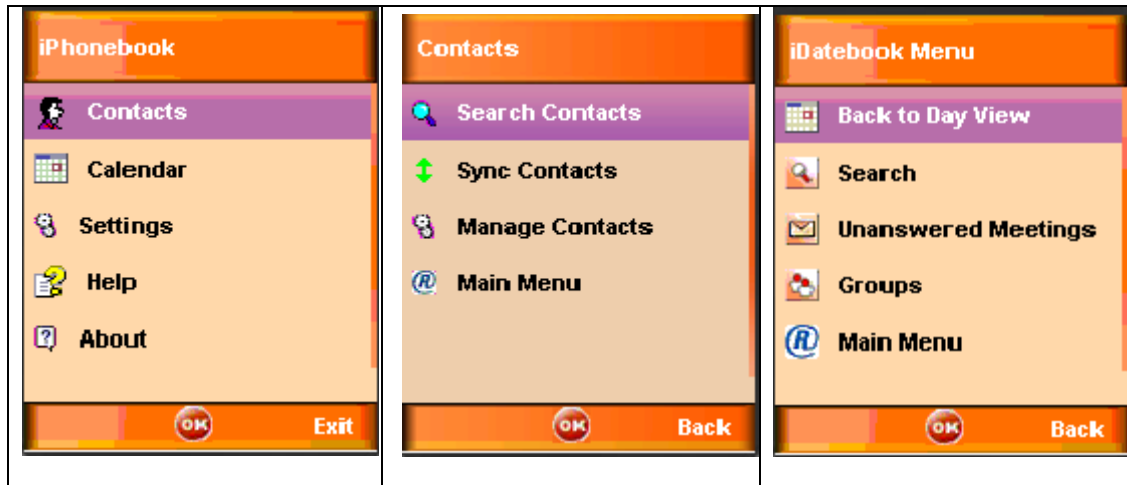 iPhonebook
Contacts
Calendar
Settings
Help
About
OK Exit
Contacts
Search Contacts
Sync Contacts
Manage Contacts
Main Menu
OK Back
iDatebook Menu
Back to Day View
Search
Unanswered Meetings
Groups
Main Menu
OK Back